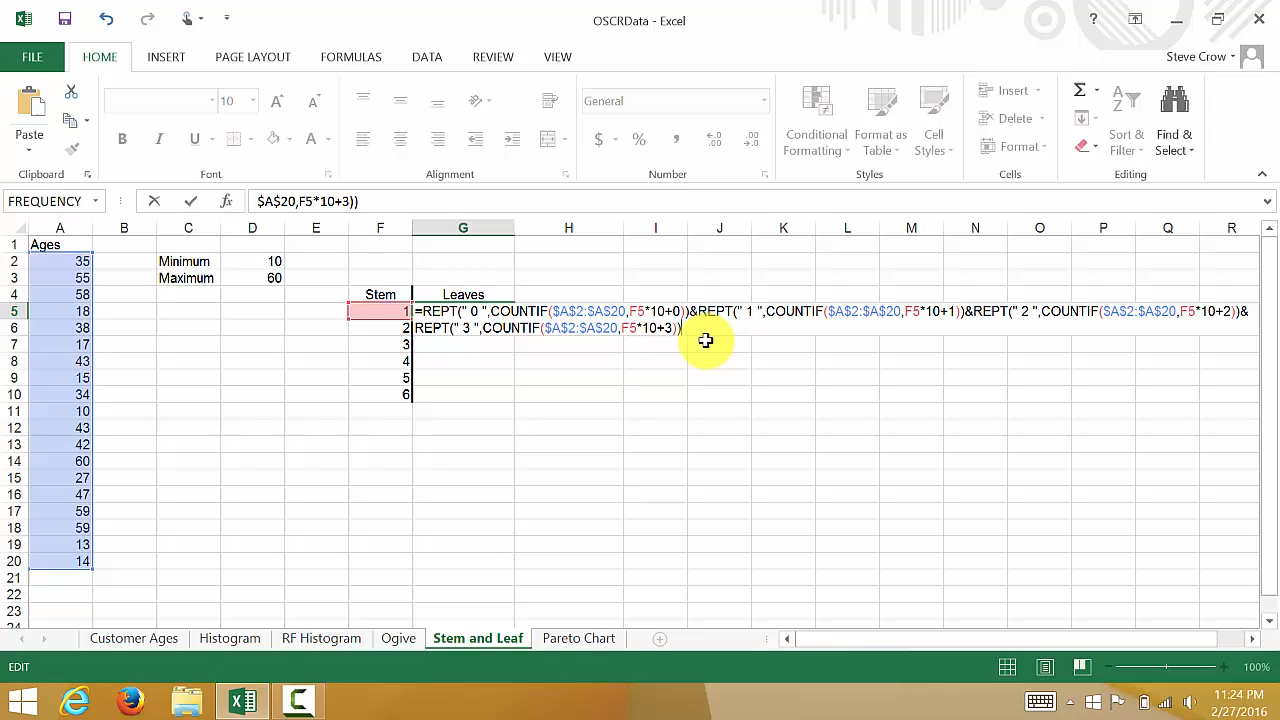 OSCRData - Excel
?
FILE HOME INSERT PAGE LAYOUT FORMULAS DATA REVIEW VIEW Steve Crow
Paste
Clipboard
10 A A
B I U A
Font
Alignment
General
$ % ,
Number
Conditional Formatting
Format as Table
Cell Styles
Styles
Insert
Delete
Format
Cells
Sort & Filter
Find & Select
Editing
FREQUENCY fx $A$20,F5*10+3))
A B C D E F G H I J K L M N O P Q R
1 Ages
2 35 Minimum 10
3 55 Maximum 60
4 58 Stem Leaves
5 18 1 =REPT(" 0 ",COUNTIF($A$2:$A$20,F5*10+0))&REPT(" 1 ",COUNTIF($A$2:$A$20,F5*10+1))&REPT(" 2 ",COUNTIF($A$2:$A$20,F5*10+2))&
6 38 2 REPT(" 3 ",COUNTIF($A$2:$A$20,F5*10+3))
7 17 3
8 43 4
9 15 5
10 34 6
11 10
12 43
13 42
14 60
15 27
16 47
17 59
18 59
19 13
20 14
21
22
23
Customer Ages Histogram RF Histogram Ogive Stem and Leaf Pareto Chart
EDIT 100%
11:24 PM
2/27/2016